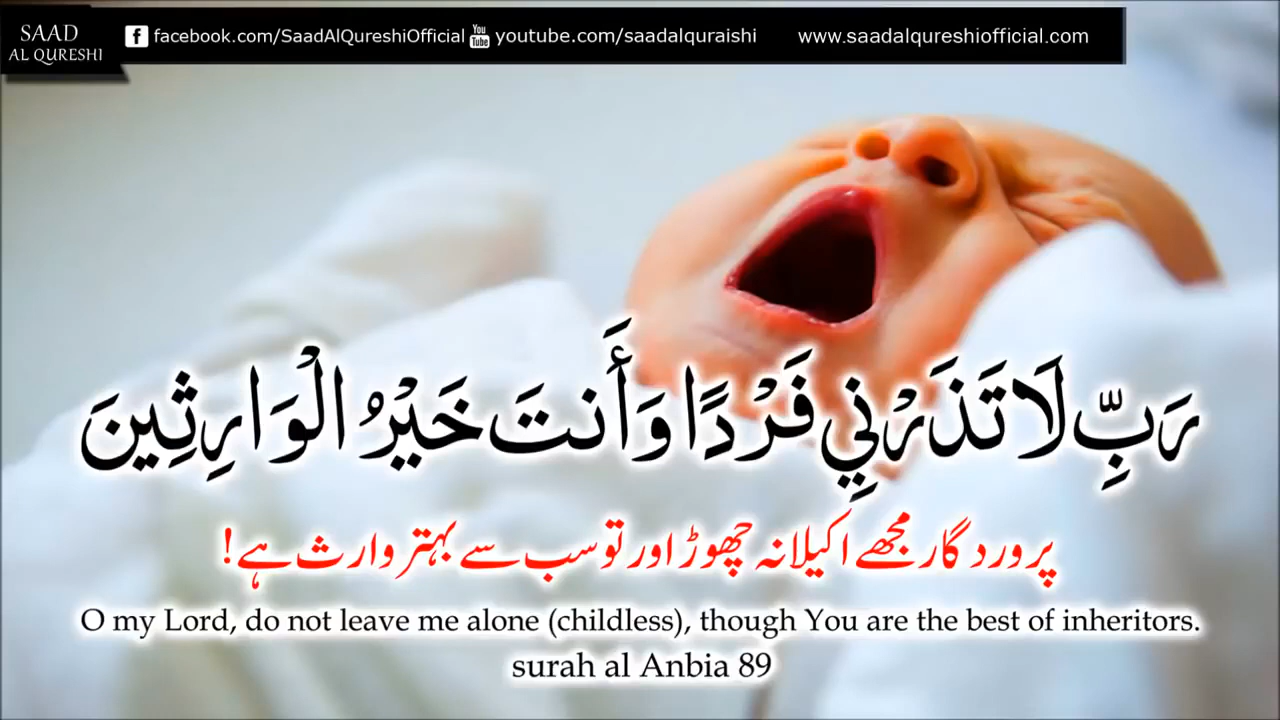 SAAD
AL QURESHI
facebook.com/SaadAlQureshiOfficial You Tube youtube.com/saadalquraishi www.saadalqureshiofficial.com
رَبِّ لَا تَذَرْنِي فَرْدًا وَأَنتَ خَيْرُ الْوَارِثِينَ
پروردگار مجھے اکیلا نہ چھوڑ اور تو سب سے بہتر وارث ہے!
O my Lord, do not leave me alone (childless), though You are the best of inheritors.
surah al Anbia 89